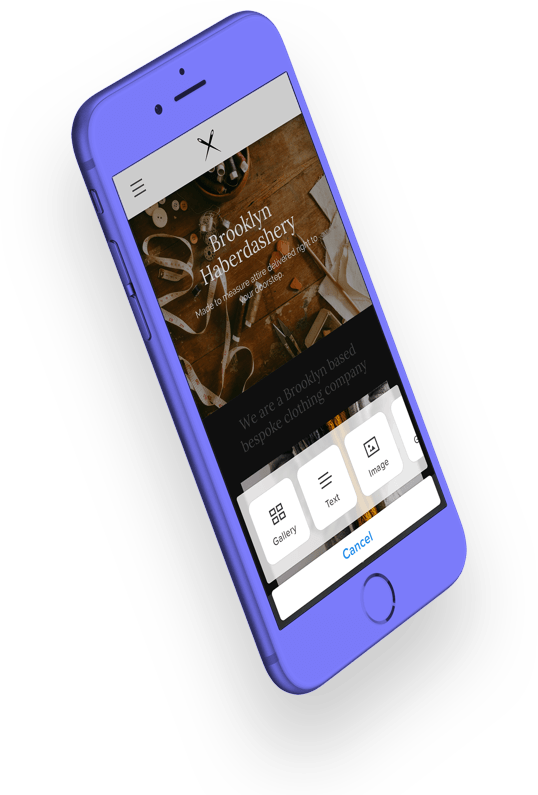 Brooklyn
Haberdashery
Made to measure attire delivered right to
your doorstep.
We are a Brooklyn based
bespoke clothing company
Gallery
Text
Image
Cancel